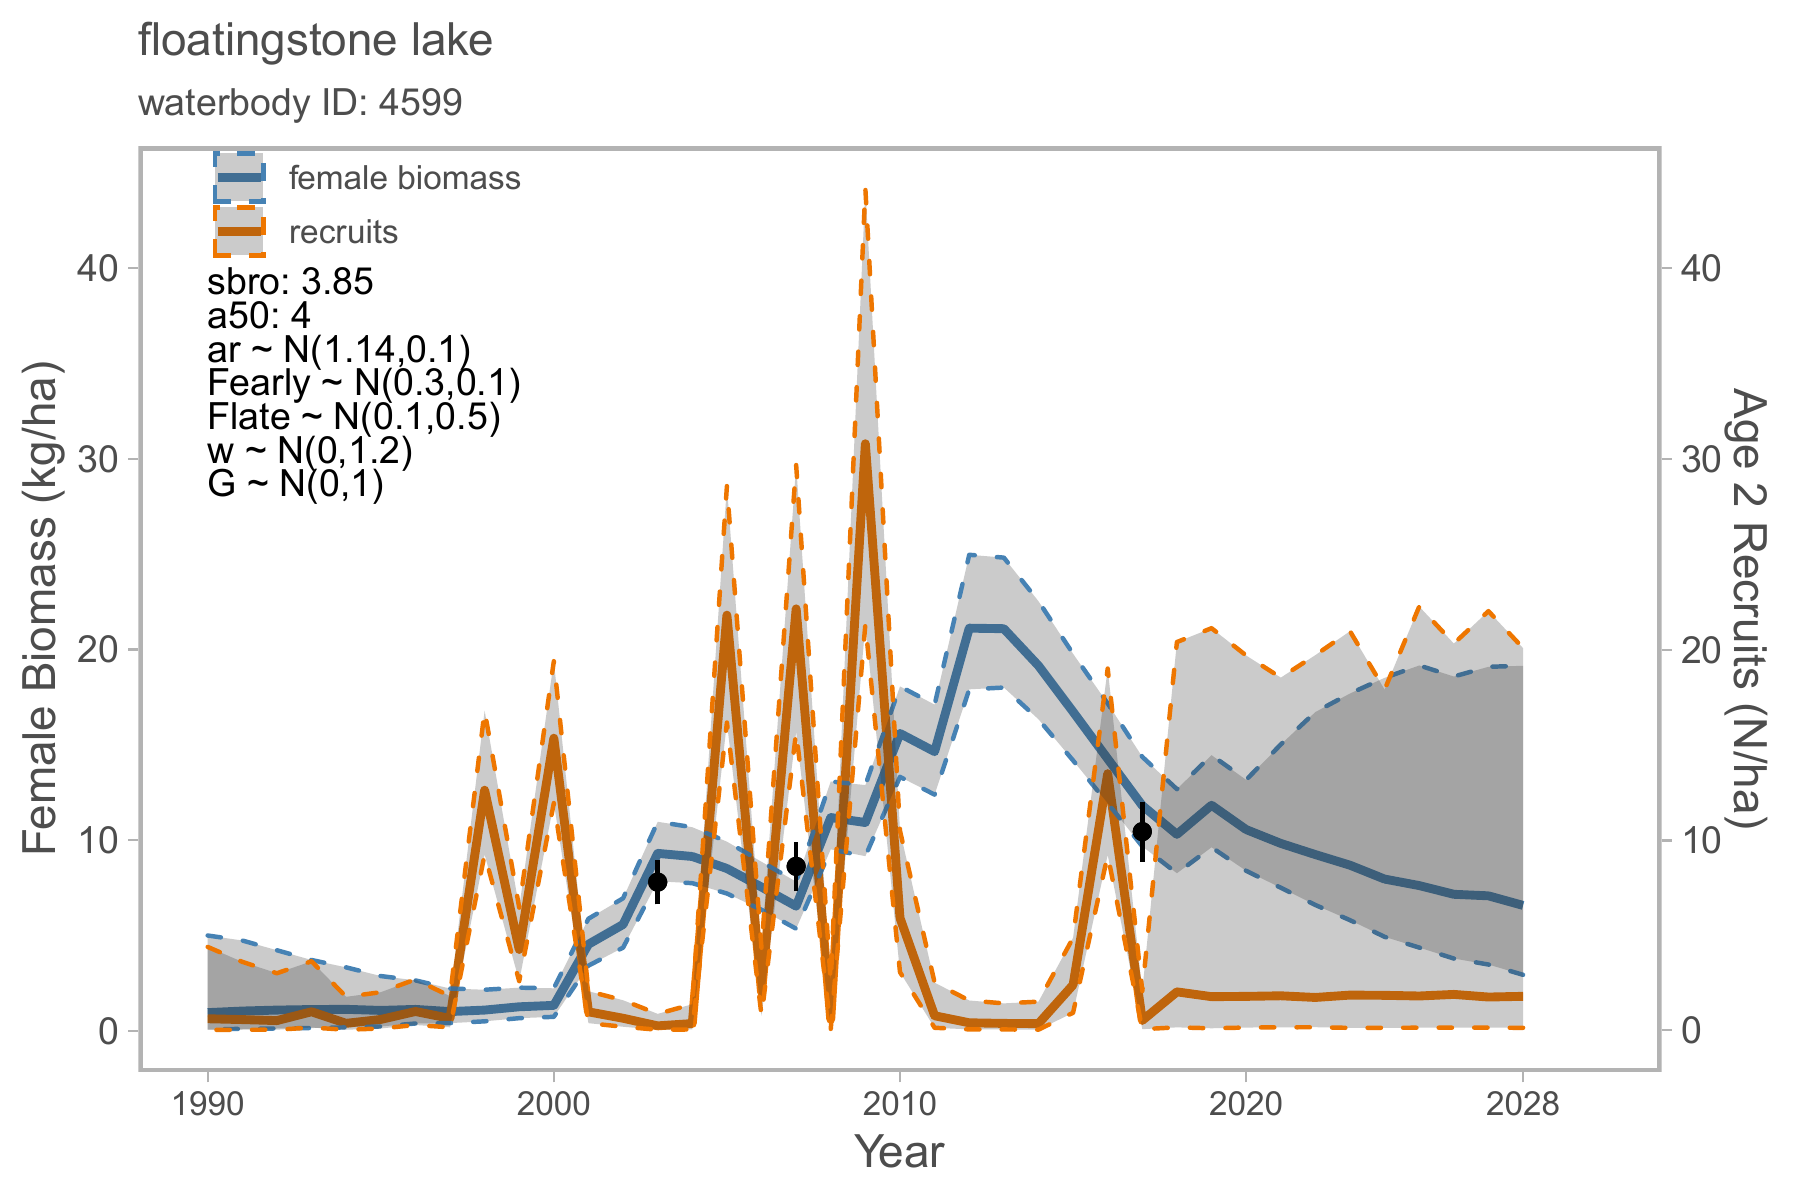 floatingstone lake
waterbody ID: 4599
female biomass
recruits
sbro: 3.85
a50: 4
ar ~ N(1.14,0.1)
Fearly ~ N(0.3,0.1)
Flate ~ N(0.1,0.5)
w ~ N(0,1.2)
G ~ N(0,1)
Female Biomass (kg/ha)
40
30
20
10
0
40
30
20
10
0
Age 2 Recruits (N/ha)
1990
2000
2010
2020
2028
Year